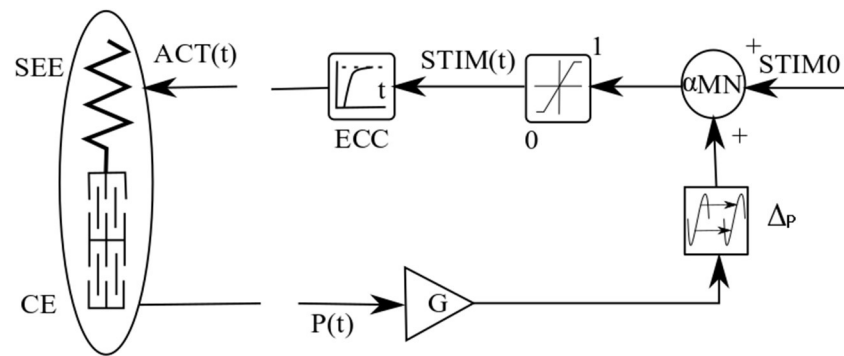 SEE
ACT(t)
t
ECC
STIM(t)
1
0
αMN
+
STIM0
+
Δₚ
G
P(t)
CE